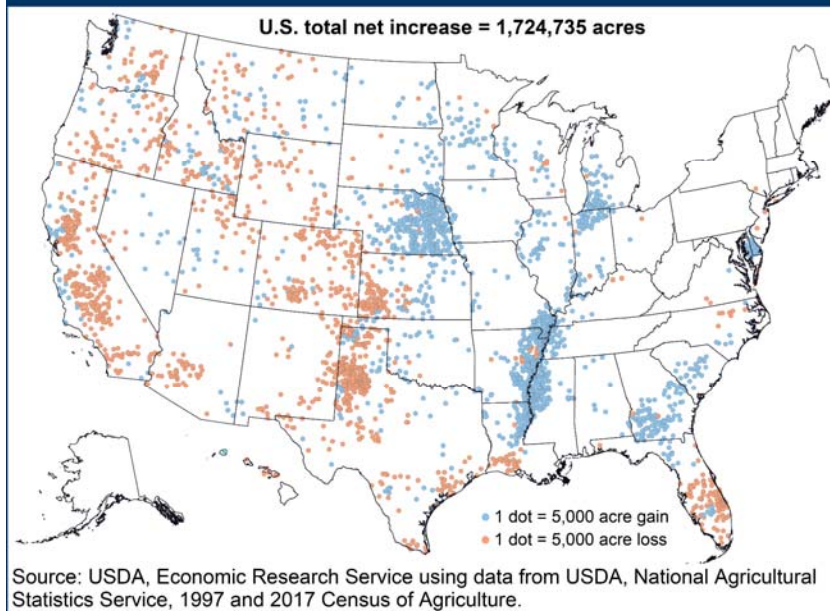 U.S. total net increase = 1,724,735 acres
1 dot = 5,000 acre gain
1 dot = 5,000 acre loss
Source: USDA, Economic Research Service using data from USDA, National Agricultural
Statistics Service, 1997 and 2017 Census of Agriculture.